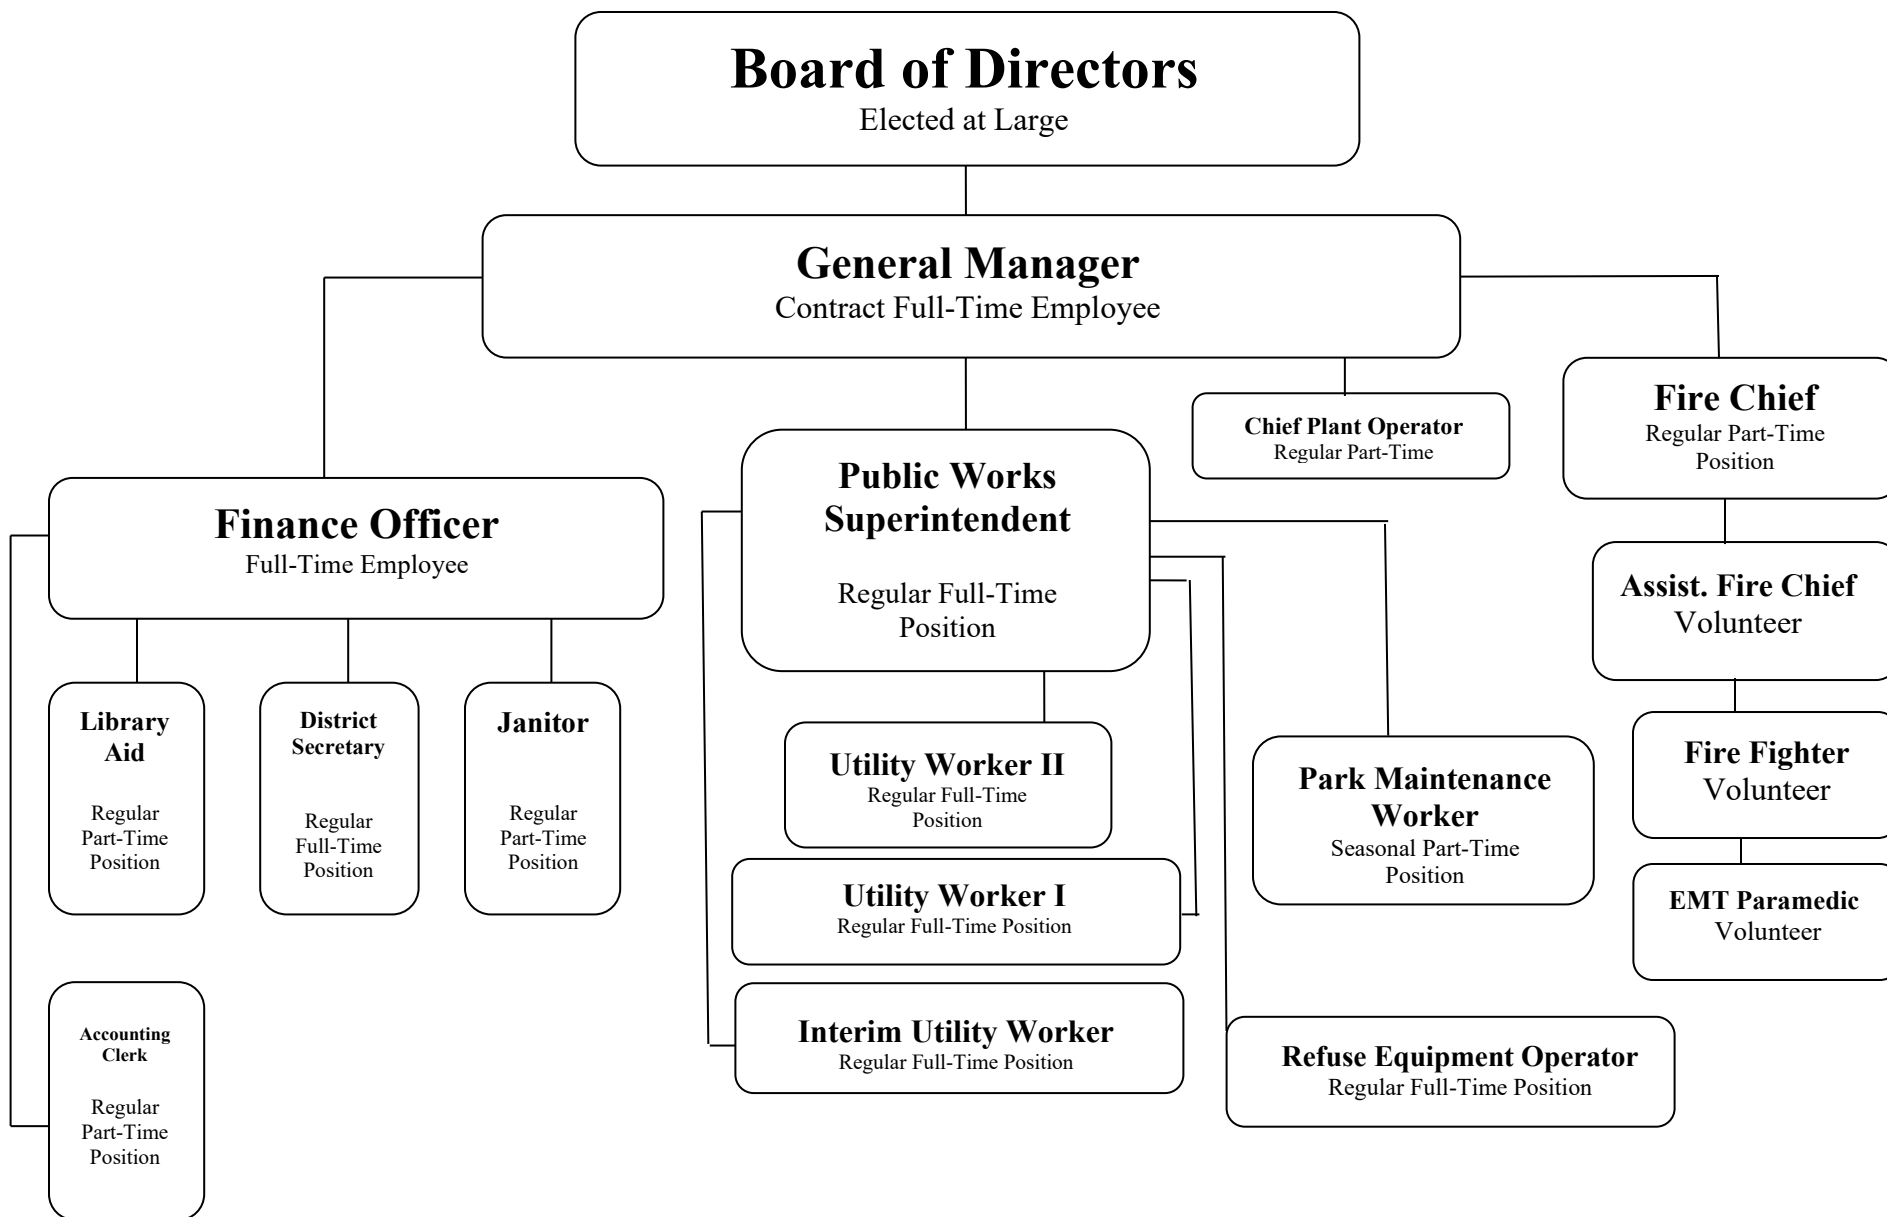 Board of Directors
Elected at Large
General Manager
Contract Full-Time Employee
Chief Plant Operator
Regular Part-Time
Fire Chief
Regular Part-Time
Position
Finance Officer
Full-Time Employee
Public Works
Superintendent
Regular Full-Time
Position
Assist. Fire Chief
Volunteer
Library
Aid
Regular
Part-Time
Position
District
Secretary
Regular
Full-Time
Position
Janitor
Regular
Part-Time
Position
Utility Worker II
Regular Full-Time
Position
Park Maintenance
Worker
Seasonal Part-Time
Position
Fire Fighter
Volunteer
Utility Worker I
Regular Full-Time Position
EMT Paramedic
Volunteer
Accounting
Clerk
Regular
Part-Time
Position
Interim Utility Worker
Regular Full-Time Position
Refuse Equipment Operator
Regular Full-Time Position